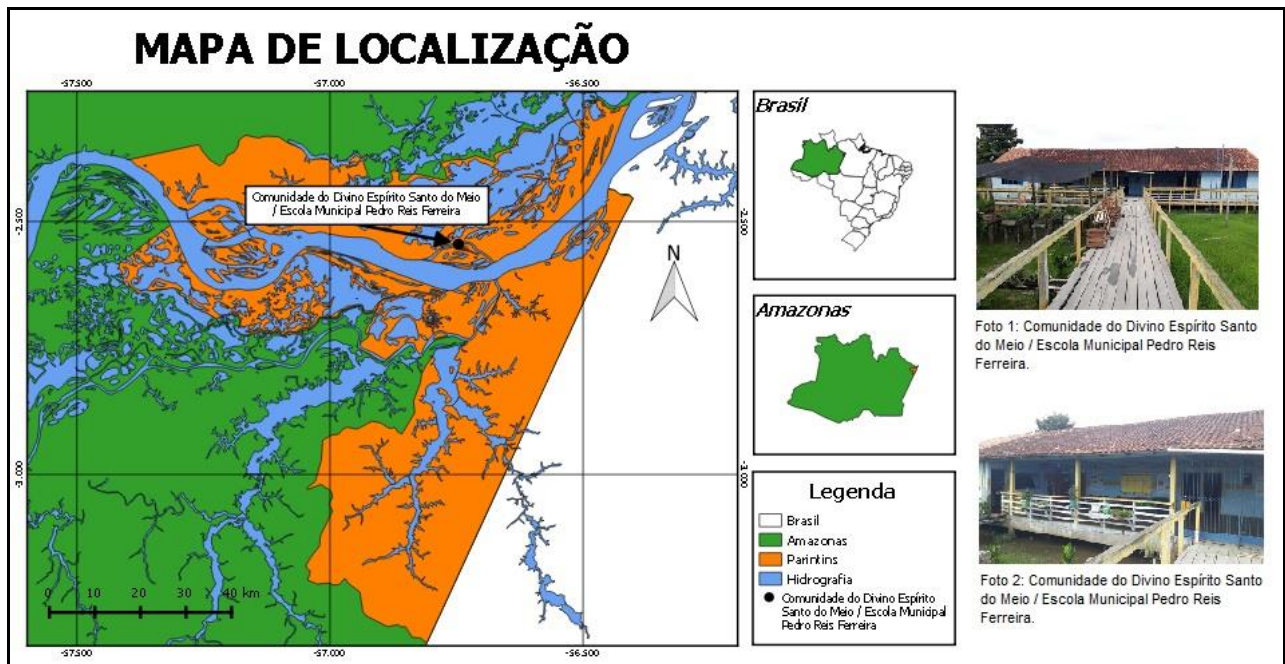 MAPA DE LOCALIZAÇÃO
-57.500
-57.000
-56.500
-2.500
-2.500
Comunidade do Divino Espírito Santo do Meio
/ Escola Municipal Pedro Reis Ferreira
N
-3.000
-3.000
0 10 20 30 40 km
-57.500
-57.000
-56.500
Brasil
Amazonas
Legenda
Brasil
Amazonas
Parintins
Hidrografia
Comunidade do Divino Espírito
Santo do Meio / Escola Municipal
Pedro Reis Ferreira
Foto 1: Comunidade do Divino Espírito Santo
do Meio / Escola Municipal Pedro Reis
Ferreira.
Foto 2: Comunidade do Divino Espírito Santo
do Meio / Escola Municipal Pedro Reis
Ferreira.